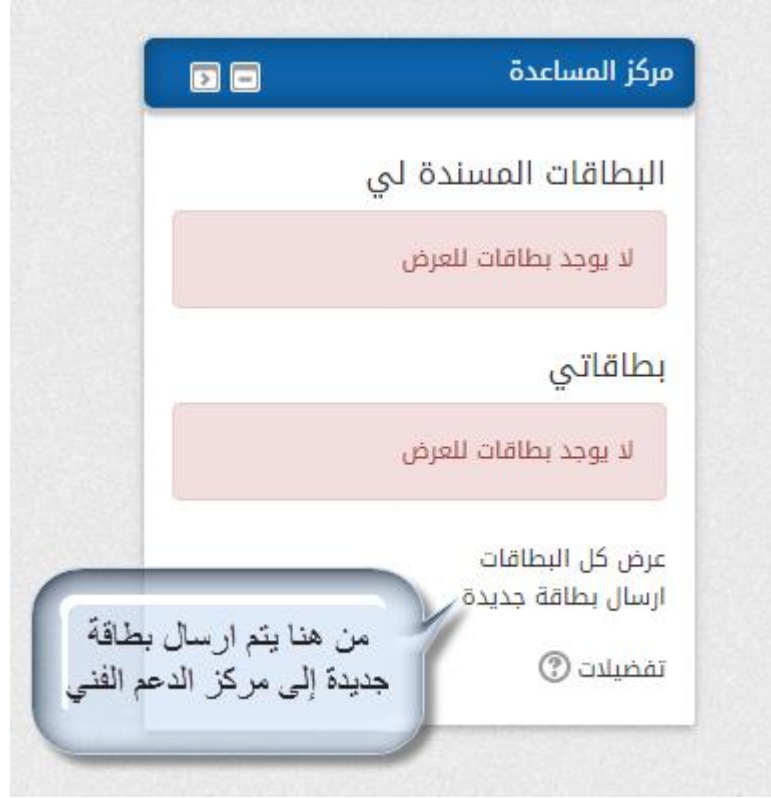 مركز المساعدة
البطاقات المسندة لي
لا يوجد بطاقات للعرض
بطاقاتي
لا يوجد بطاقات للعرض
عرض كل البطاقات
ارسال بطاقة جديدة
من هنا يتم ارسال بطاقة
جديدة إلى مركز الدعم الفني
تفضيلات